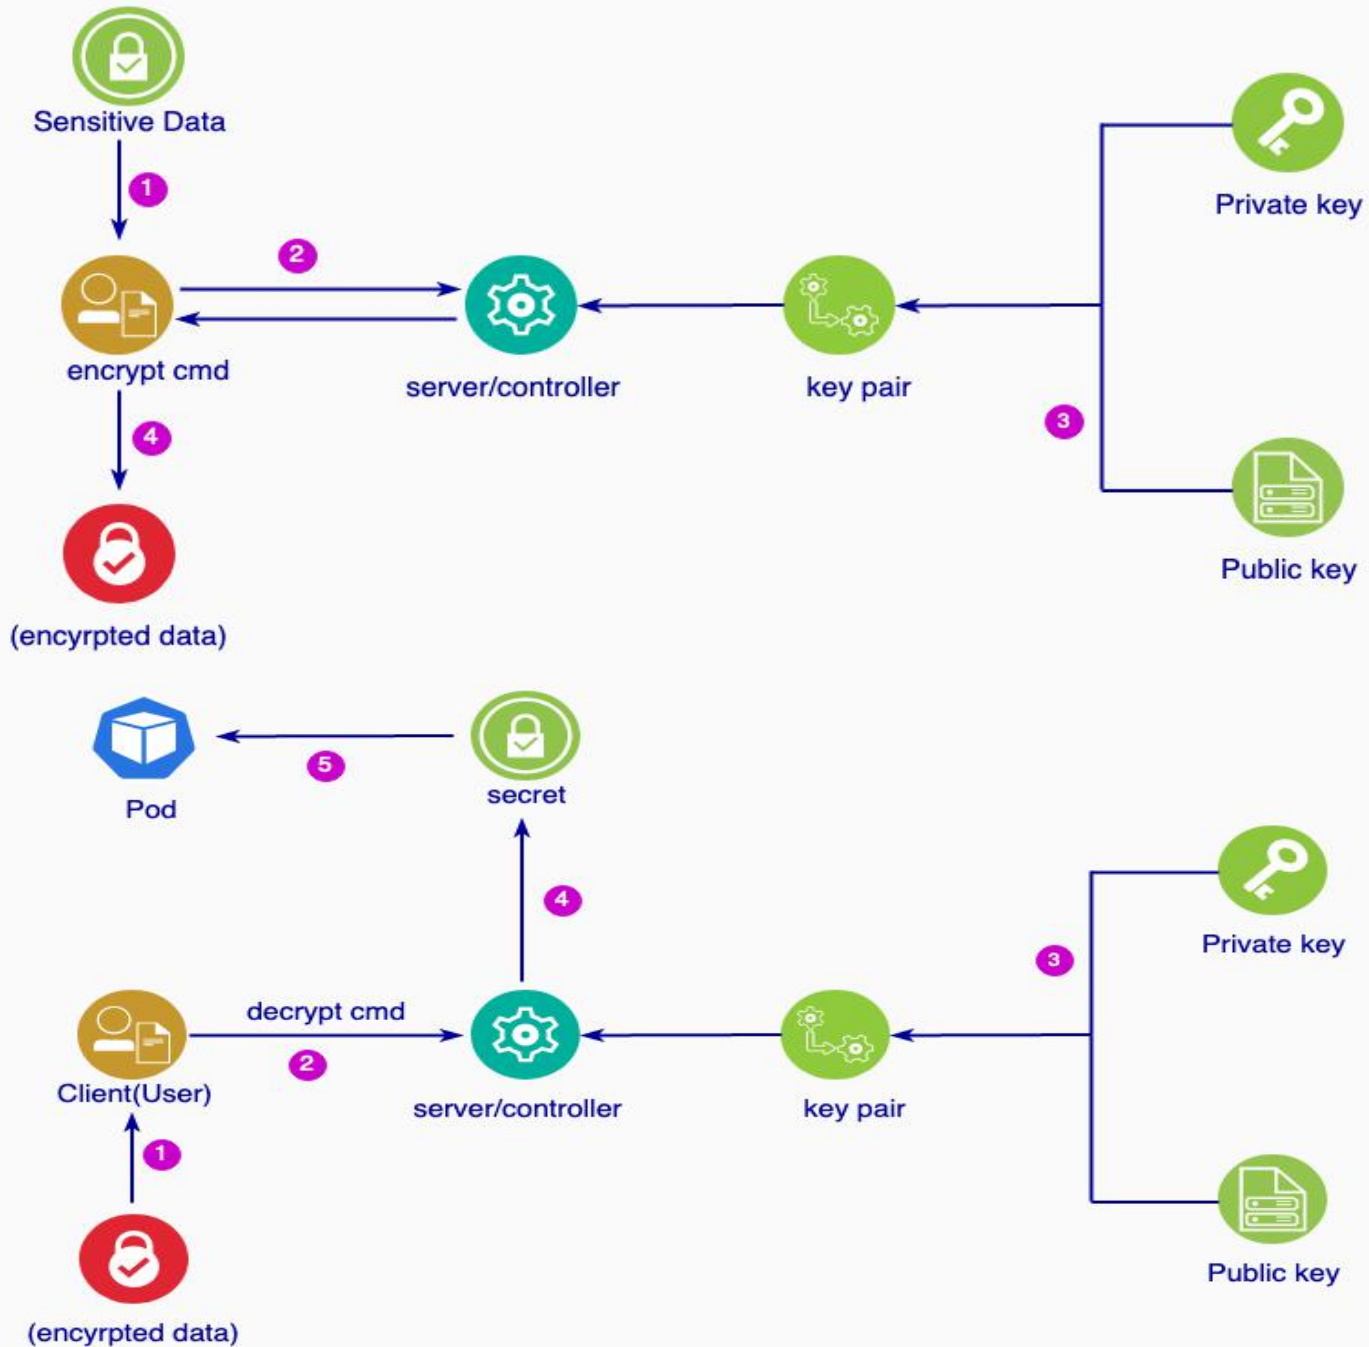 Sensitive Data
1
Private key
2
encrypt cmd
server/controller
key pair
3
4
Public key
(encyrpted data)
5
Pod
secret
4
Private key
3
decrypt cmd
2
Client(User)
server/controller
key pair
1
Public key
(encyrpted data)